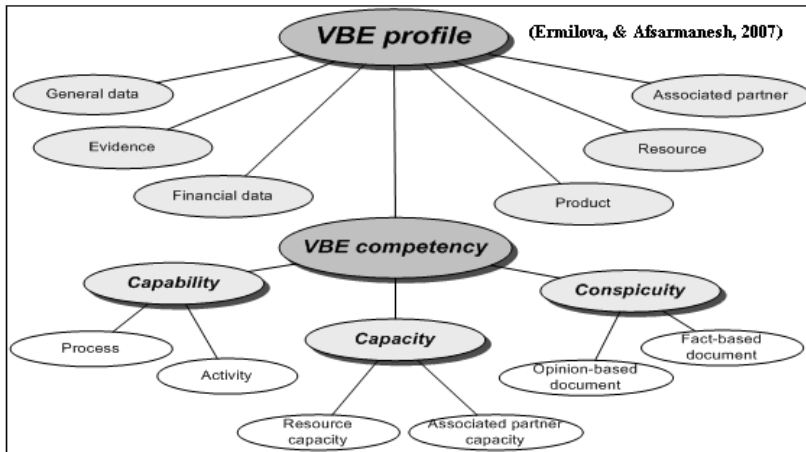 VBE profile
(Ermilova, & Afsarmanesh, 2007)
General data
Associated partner
Evidence
Resource
Financial data
Product
VBE competency
Capability
Conspicuity
Capacity
Process
Fact-based
document
Activity
Opinion-based
document
Resource
capacity
Associated partner
capacity